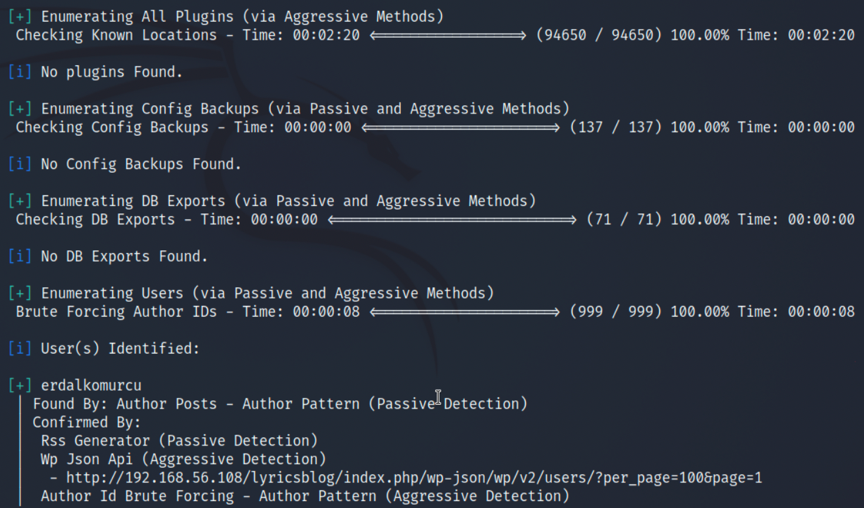 [+] Enumerating All Plugins (via Aggressive Methods)
Checking Known Locations - Time: 00:02:20 <==================> (94650 / 94650) 100.00% Time: 00:02:20
[i] No plugins Found.
[+] Enumerating Config Backups (via Passive and Aggressive Methods)
Checking Config Backups - Time: 00:00:00 <=======================> (137 / 137) 100.00% Time: 00:00:00
[i] No Config Backups Found.
[+] Enumerating DB Exports (via Passive and Aggressive Methods)
Checking DB Exports - Time: 00:00:00 <=============================> (71 / 71) 100.00% Time: 00:00:00
[i] No DB Exports Found.
[+] Enumerating Users (via Passive and Aggressive Methods)
Brute Forcing Author IDs - Time: 00:00:08 <======================> (999 / 999) 100.00% Time: 00:00:08
[i] User(s) Identified:
[+] erdalkomurcu
| Found By: Author Posts - Author Pattern (Passive Detection)
| Confirmed By:
| Rss Generator (Passive Detection)
| Wp Json Api (Aggressive Detection)
| - http://192.168.56.108/lyricsblog/index.php/wp-json/wp/v2/users/?per_page=100&page=1
| Author Id Brute Forcing - Author Pattern (Aggressive Detection)